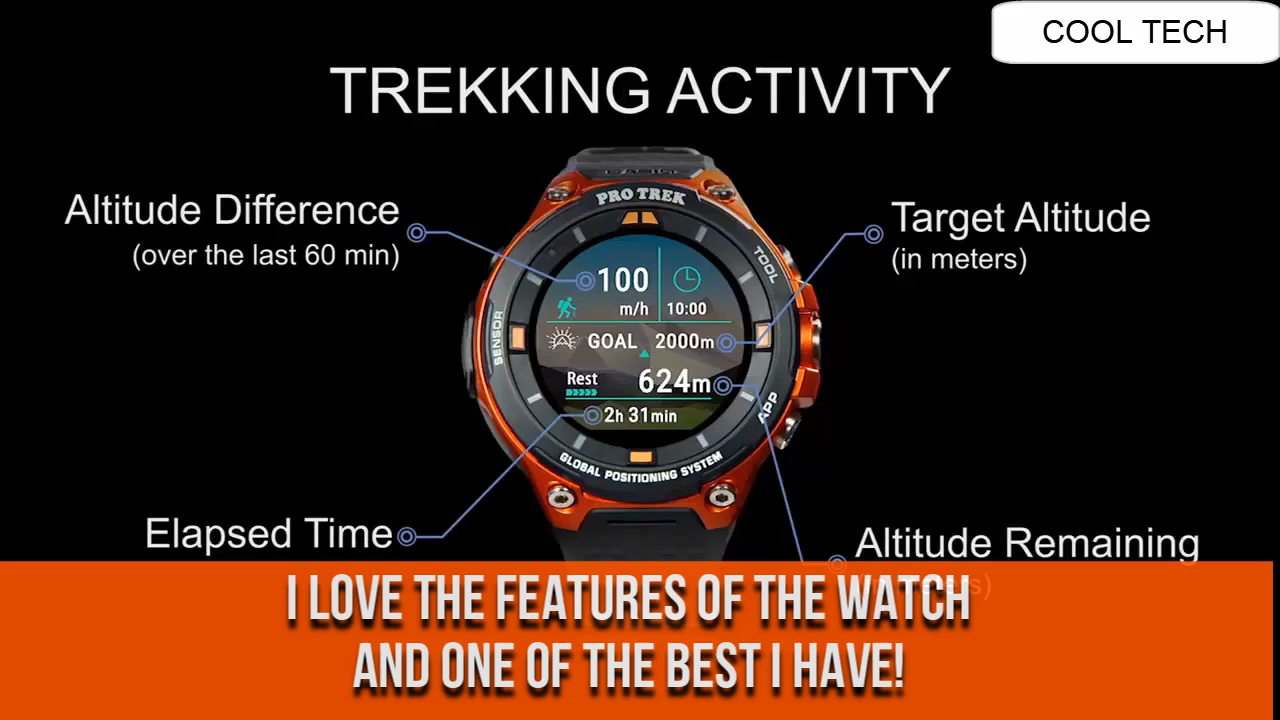 COOL TECH
TREKKING ACTIVITY
Altitude Difference
(over the last 60 min)
Target Altitude
(in meters)
PRO TREK
TOOL
SENSOR
100
m/h
10:00
GOAL 2000m
Rest 624m
2h 31min
APP
GLOBAL POSITIONING SYSTEM
Elapsed Time
Altitude Remaining
(in meters)
I LOVE THE FEATURES OF THE WATCH
AND ONE OF THE BEST I HAVE!